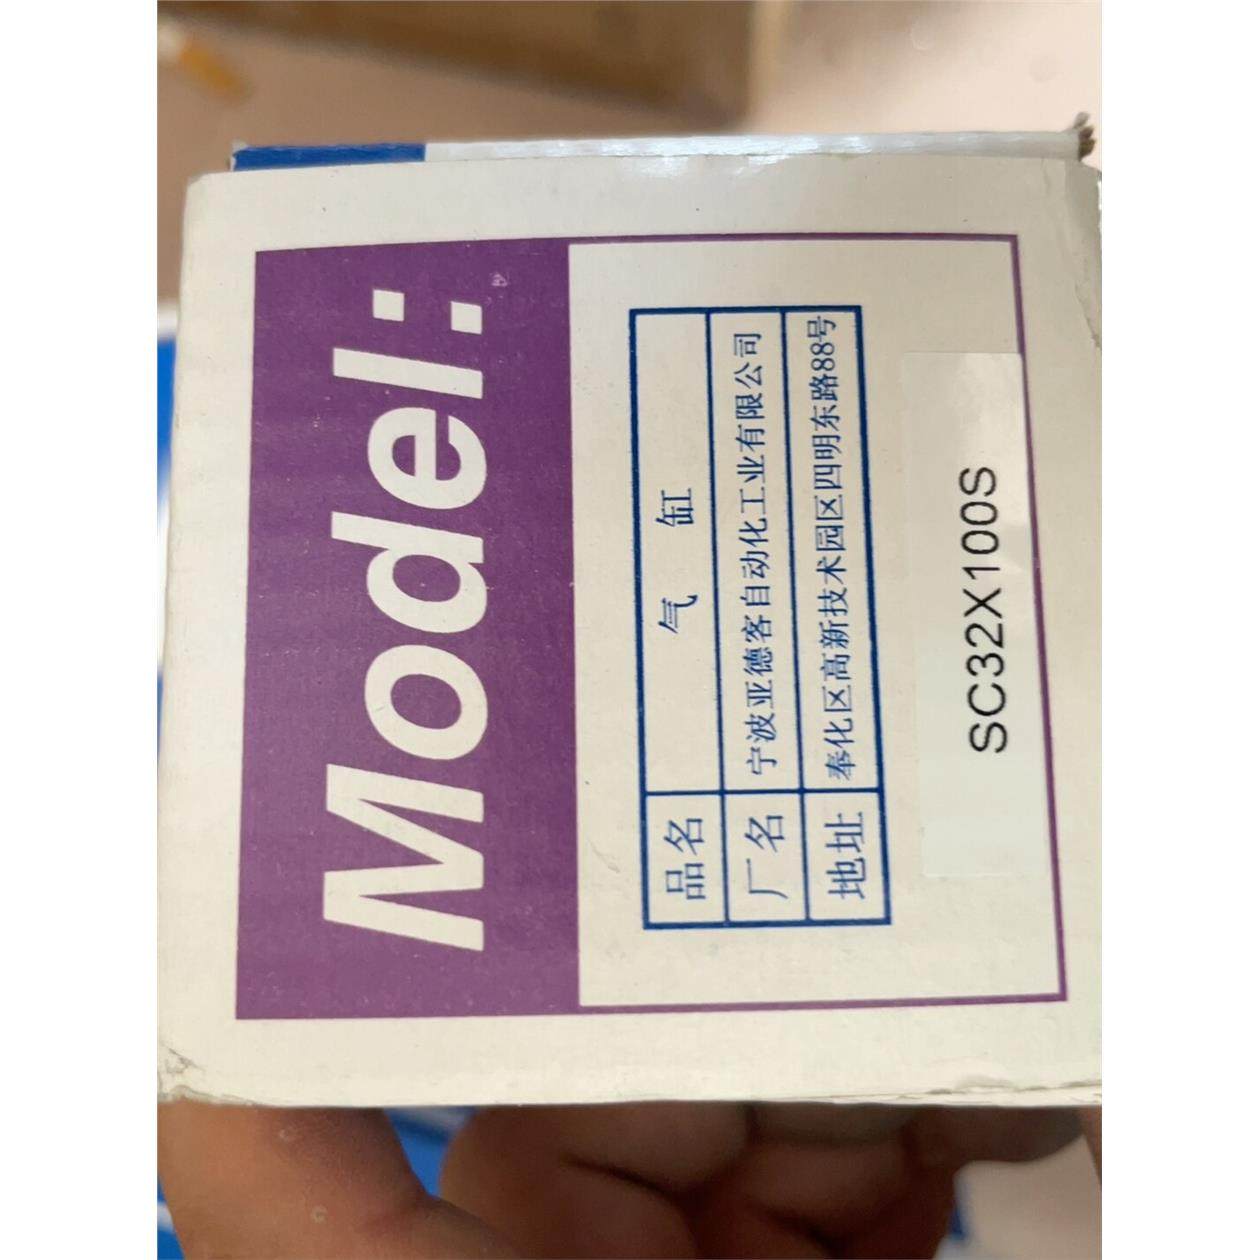 Model:
品名 气缸
厂名 宁波亚德客自动化工业有限公司
地址 奉化区高新技术园区四明东路88号
SC32X100S